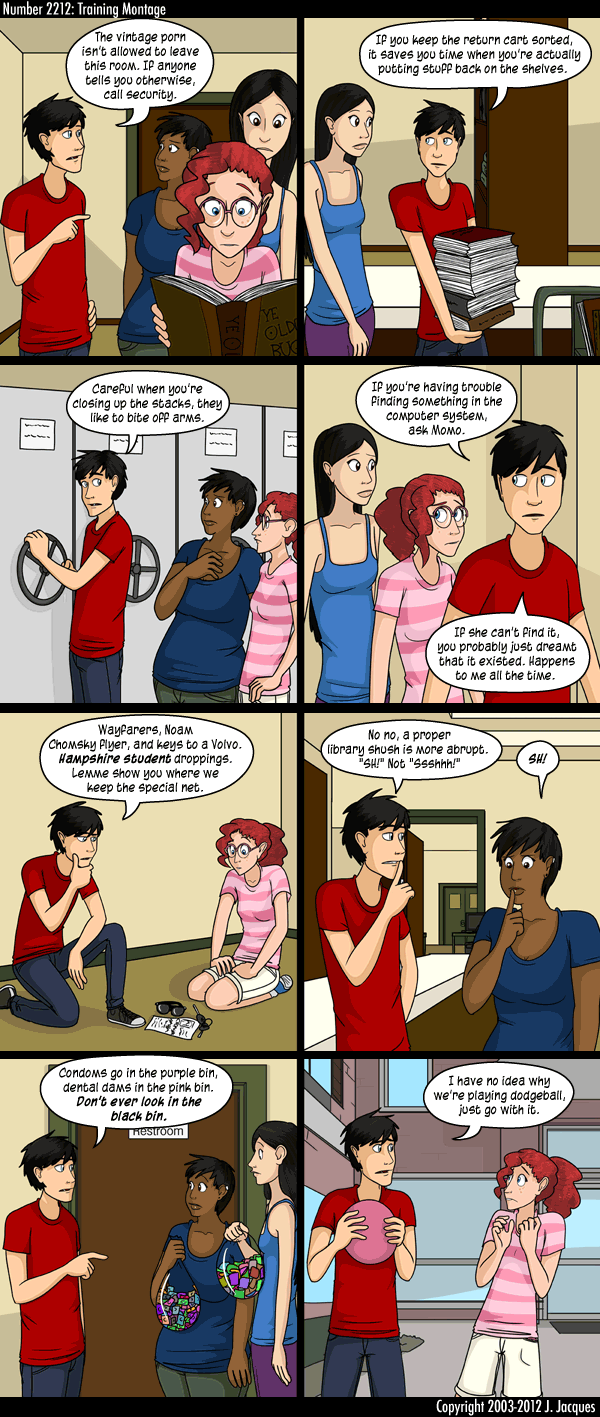 Number 2212: Training Montage
The vintage porn
isn't allowed to leave
this room. If anyone
tells you otherwise,
call security.
YE OL
YE
OLDE
BUG
If you keep the return cart sorted,
it saves you time when you're actually
putting stuff back on the shelves.
Careful when you're
closing up the stacks, they
like to bite off arms.
If you're having trouble
finding something in the
computer system,
ask Momo.
If she can't find it,
you probably just dreamt
that it existed. Happens
to me all the time.
Wayfarers, Noam
Chomsky flyer, and keys to a Volvo.
Hampshire student droppings.
Lemme show you where we
keep the special net.
No no, a proper
library shush is more abrupt.
"SH!" Not "Ssshhh!"
SH!
Condoms go in the purple bin,
dental dams in the pink bin.
Don't ever look in the
black bin.
Restroom
I have no idea why
we're playing dodgeball,
just go with it.
Copyright 2003-2012 J. Jacques